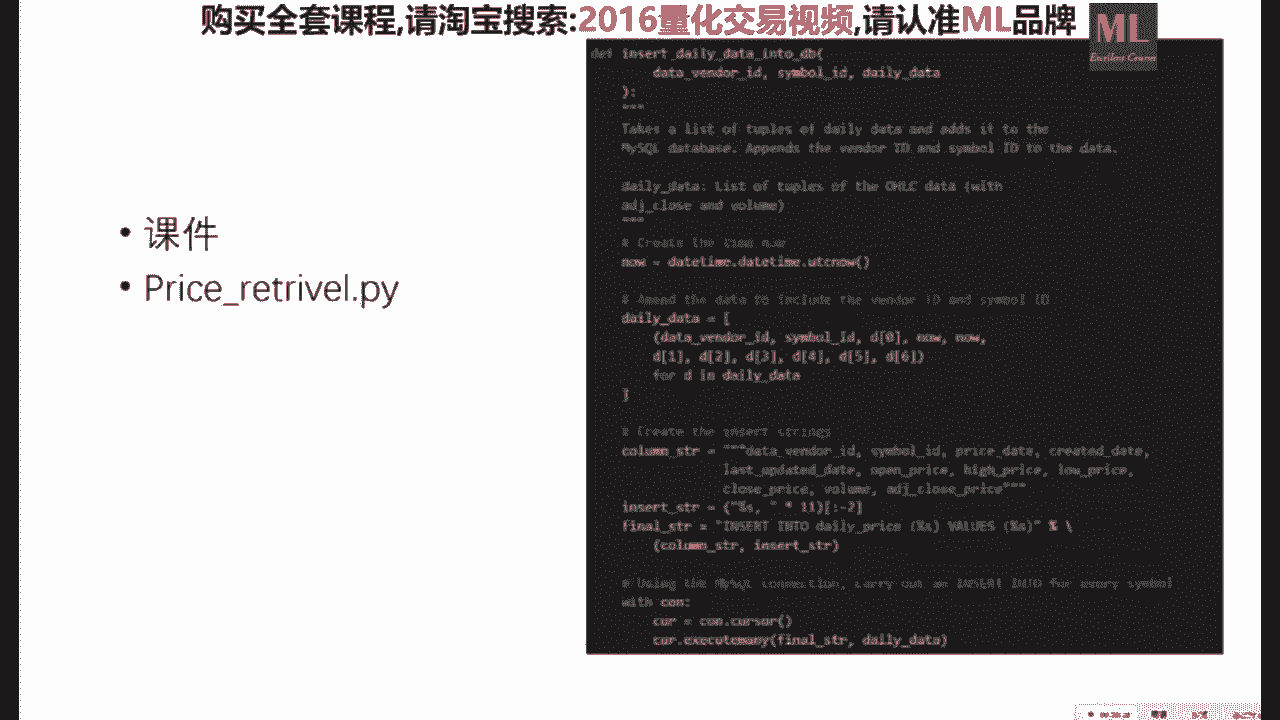 购买全套课程,请淘宝搜索:2016量化交易视频,请认准ML品牌
ML
• 课件
• Price_retrivel.py
def insert_daily_data_into_db(
data_vendor_id, symbol_id, daily_data
):
"""
Takes a list of tuples of daily data and adds it to the
MySQL database. Appends the vendor ID and symbol ID to the data.
daily_data: List of tuples of the OHLC data (with
adj_close and volume)
"""
# Create the time now
now = datetime.datetime.utcnow()
# Amend the data to include the vendor ID and symbol ID
daily_data = [
(data_vendor_id, symbol_id, d[0], now, now,
d[1], d[2], d[3], d[4], d[5], d[6])
for d in daily_data
]
# Create the insert strings
column_str = """data_vendor_id, symbol_id, price_date, created_date,
last_updated_date, open_price, high_price, low_price,
close_price, volume, adj_close_price"""
insert_str = ("%s, " * 11)[:-2]
final_str = "INSERT INTO daily_price (%s) VALUES (%s)" % \
(column_str, insert_str)
# Using the MySQL connection, carry out an INSERT INTO for every symbol
with con:
cur = con.cursor()
cur.executemany(final_str, daily_data)